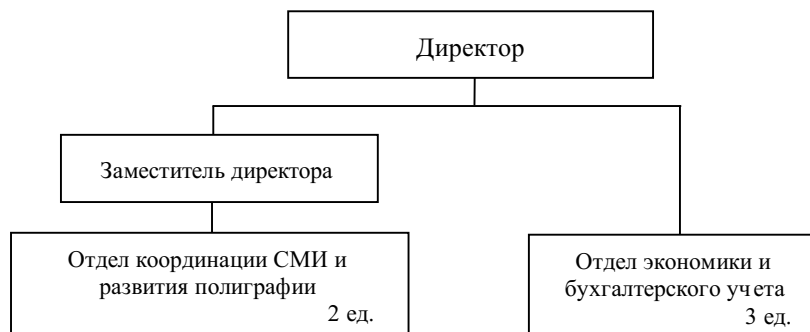 Директор
Заместитель директора
Отдел координации СМИ и
развития полиграфии
2 ед.
Отдел экономики и
бухгалтерского учета
3 ед.